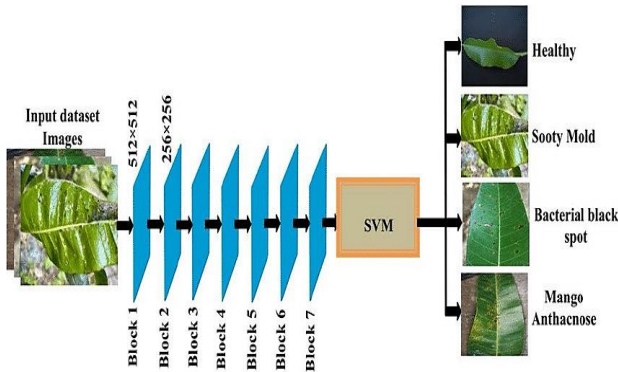 Input dataset
Images
512×512
256×256
Block 1
Block 2
Block 3
Block 4
Block 5
Block 6
Block 7
SVM
Healthy
Sooty Mold
Bacterial black
spot
Mango
Anthacnose